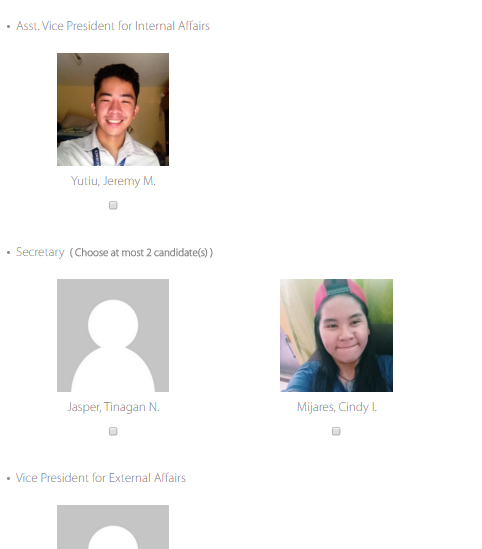 • Asst. Vice President for Internal Affairs
Yutiu, Jeremy M.
• Secretary ( Choose at most 2 candidate(s) )
Jasper, Tinagan N. Mijares, Cindy I.
• Vice President for External Affairs